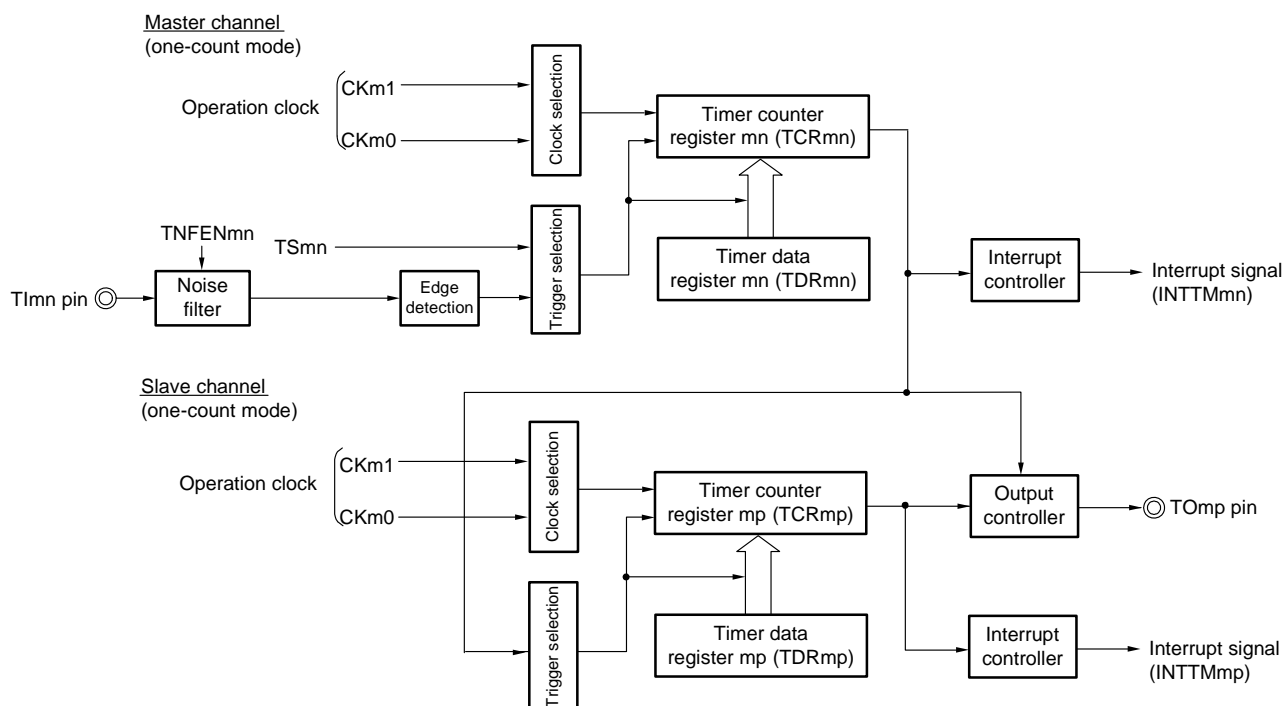 Master channel
(one-count mode)
CKm1
Operation clock
CKm0
Clock selection
Timer counter
register mn (TCRmn)
TNFENmn
TSmn
TImn pin
Noise
filter
Edge
detection
Trigger selection
Timer data
register mn (TDRmn)
Interrupt
controller
Interrupt signal
(INTTMmn)
Slave channel
(one-count mode)
CKm1
Operation clock
CKm0
Clock selection
Timer counter
register mp (TCRmp)
Output
controller
TOmp pin
Trigger selection
Timer data
register mp (TDRmp)
Interrupt
controller
Interrupt signal
(INTTMmp)